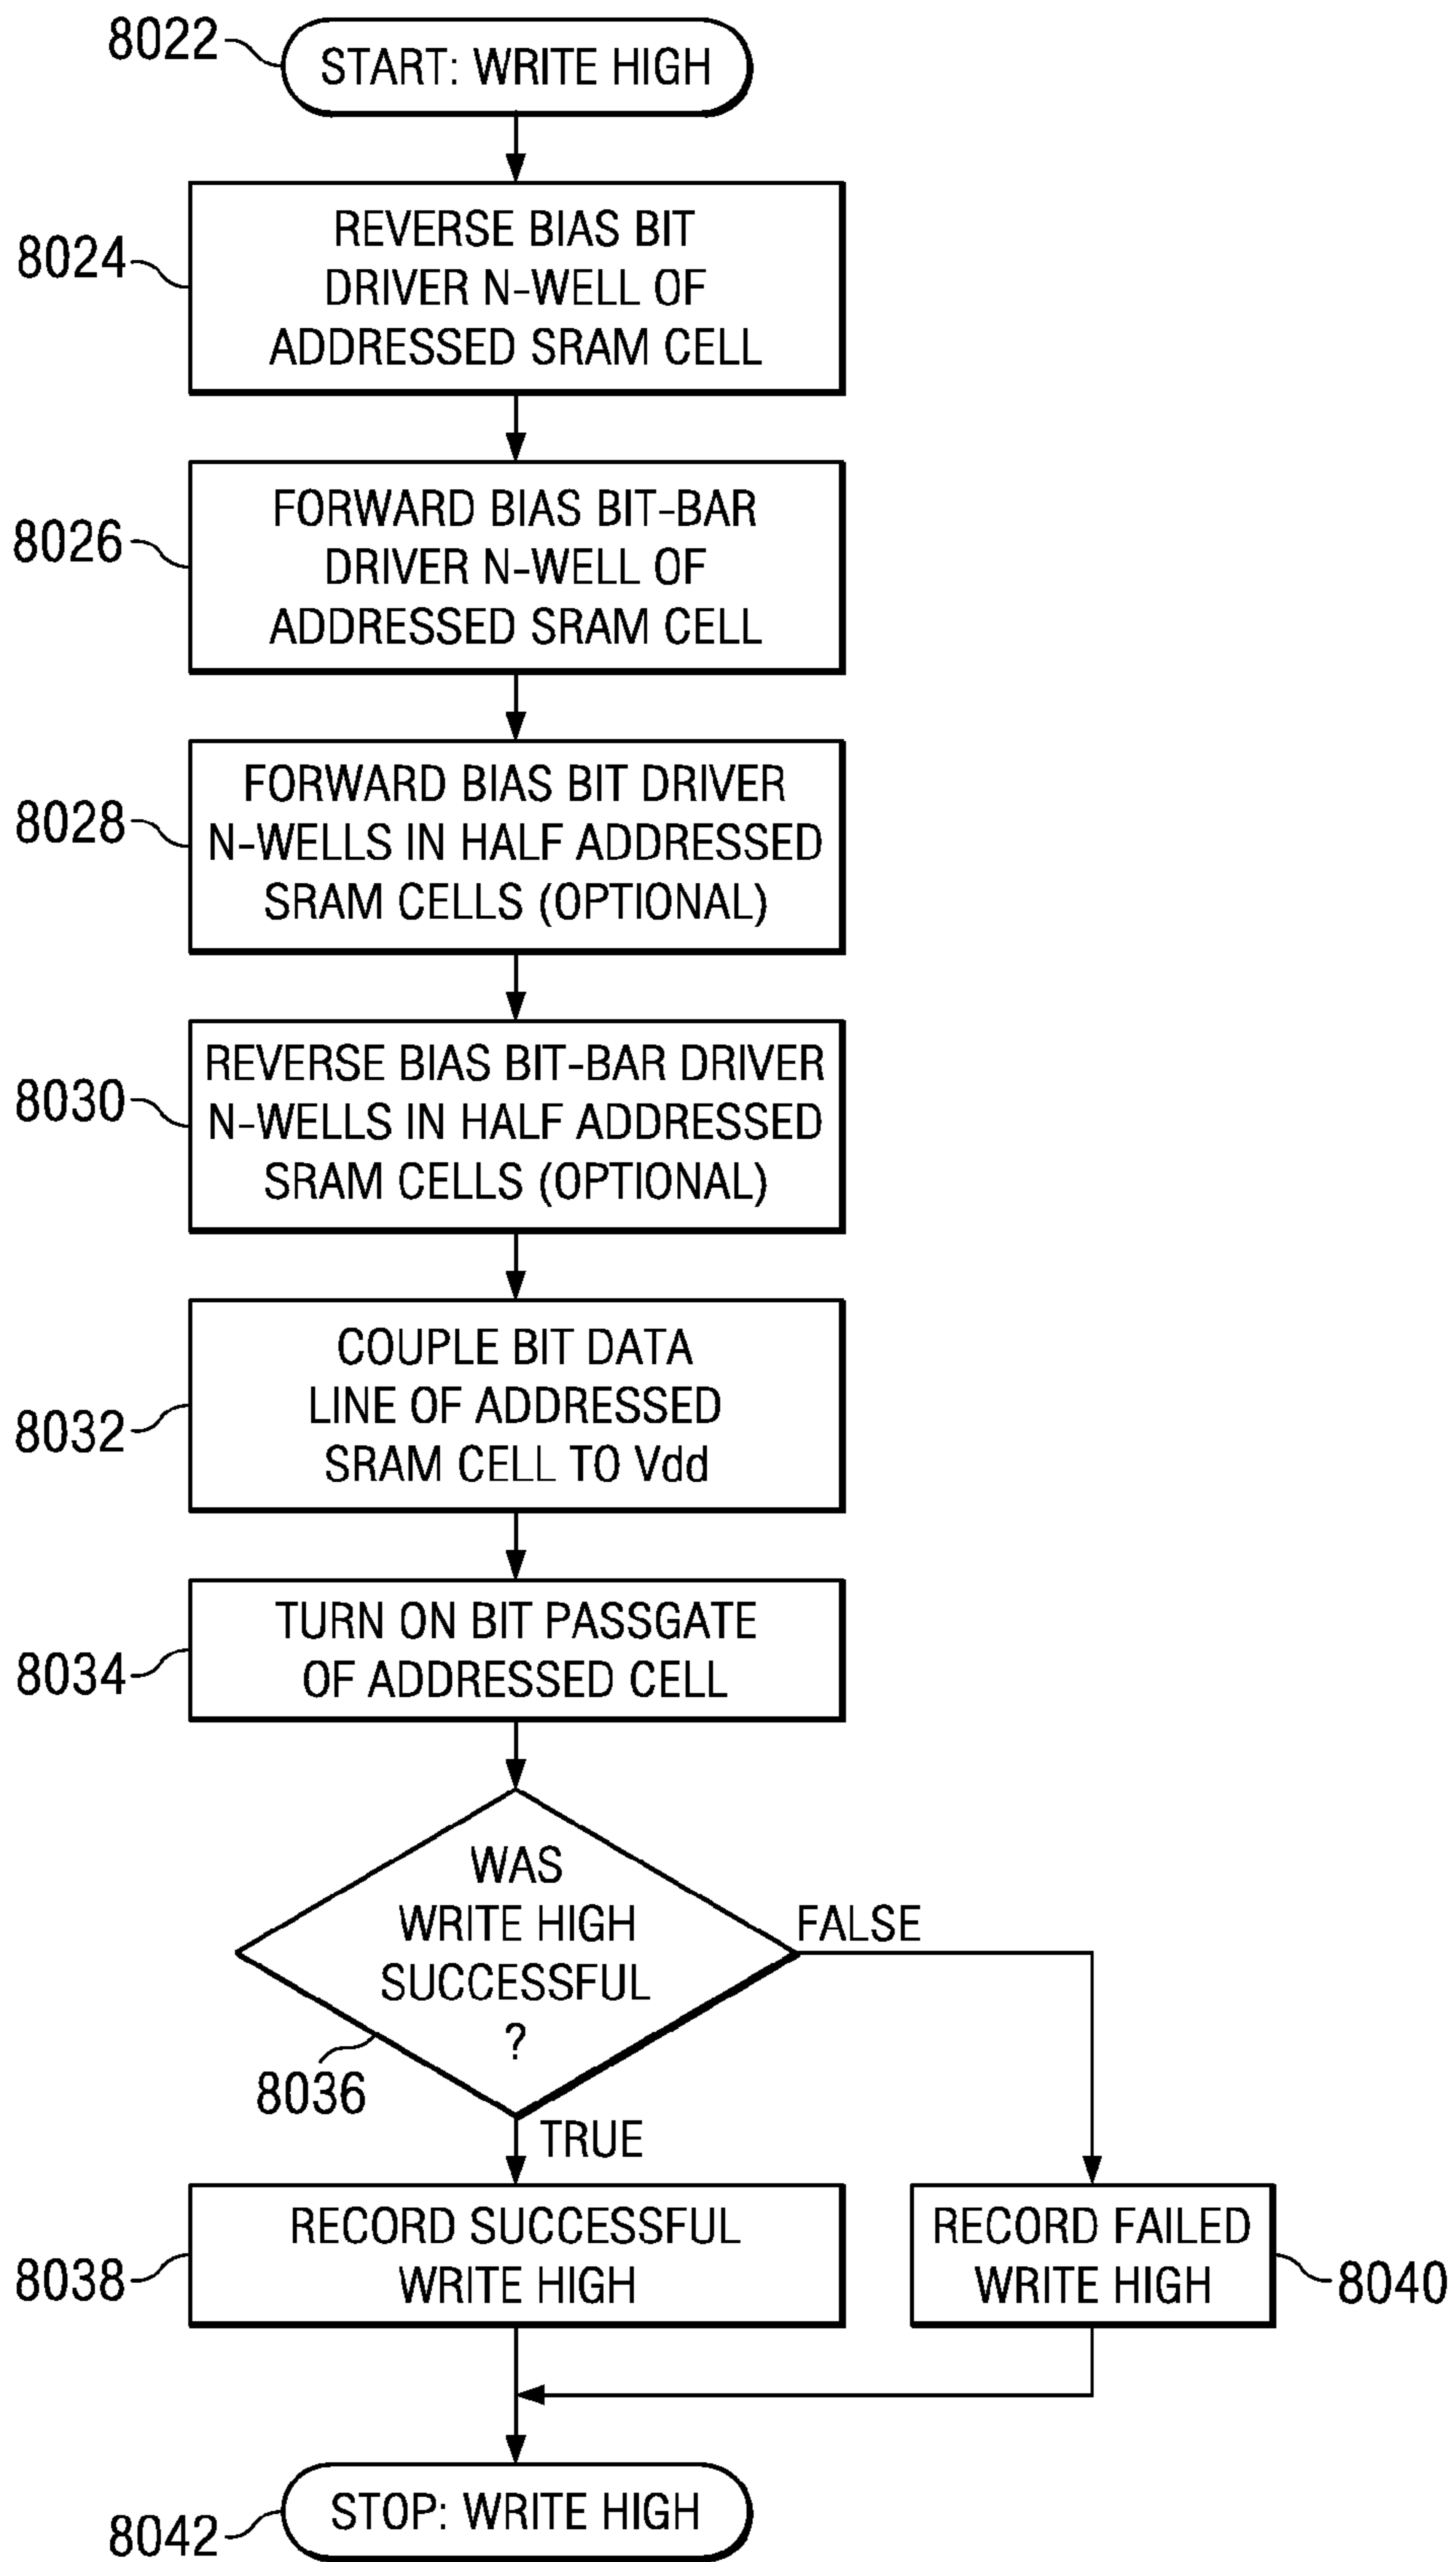 8022
START: WRITE HIGH
8024
REVERSE BIAS BIT
DRIVER N-WELL OF
ADDRESSED SRAM CELL
8026
FORWARD BIAS BIT-BAR
DRIVER N-WELL OF
ADDRESSED SRAM CELL
8028
FORWARD BIAS BIT DRIVER
N-WELLS IN HALF ADDRESSED
SRAM CELLS (OPTIONAL)
8030
REVERSE BIAS BIT-BAR DRIVER
N-WELLS IN HALF ADDRESSED
SRAM CELLS (OPTIONAL)
8032
COUPLE BIT DATA
LINE OF ADDRESSED
SRAM CELL TO Vdd
8034
TURN ON BIT PASSGATE
OF ADDRESSED CELL
WAS
WRITE HIGH
SUCCESSFUL
?
8036
FALSE
TRUE
8038
RECORD SUCCESSFUL
WRITE HIGH
RECORD FAILED
WRITE HIGH
8040
8042
STOP: WRITE HIGH